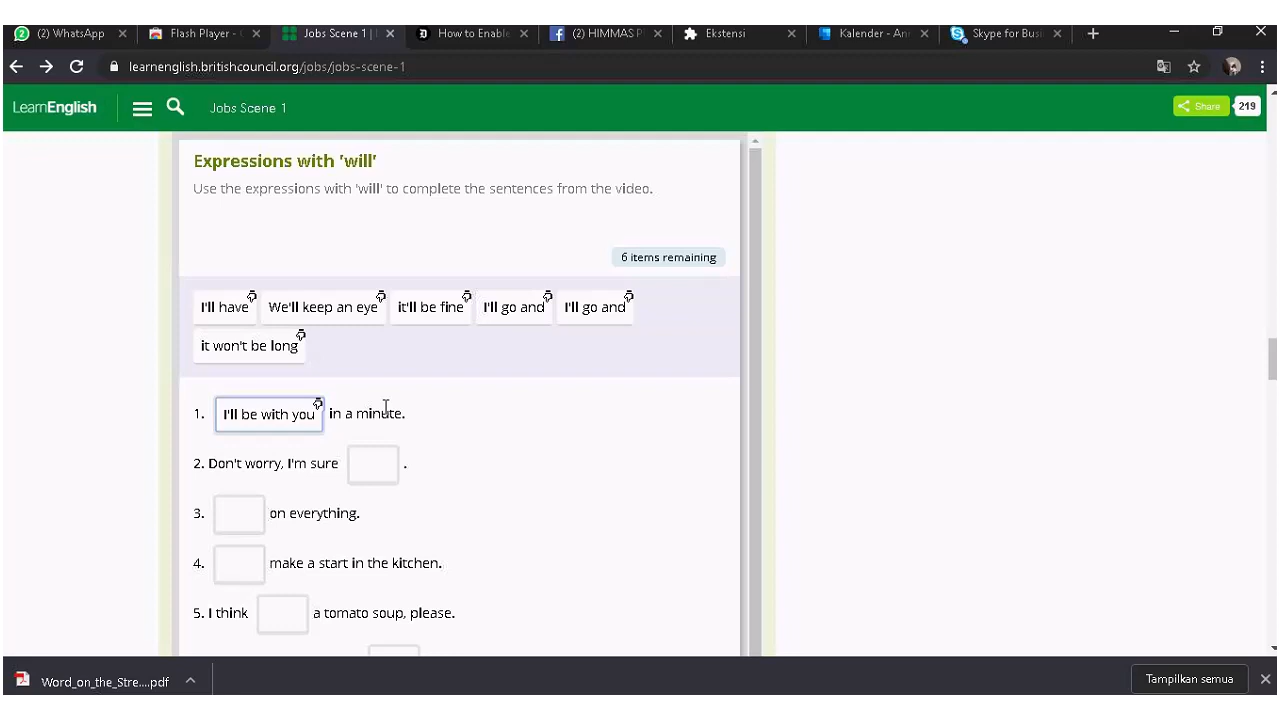 (2) WhatsApp
Flash Player - 
Jobs Scene 1 |
How to Enable
(2) HIMMAS P
Ekstensi
Kalender - An
Skype for Busi
learnenglish.britishcouncil.org/jobs/jobs-scene-1
LearnEnglish
Jobs Scene 1
Share
219
Expressions with 'will'
Use the expressions with 'will' to complete the sentences from the video.
6 items remaining
I'll have We'll keep an eye it'll be fine I'll go and I'll go and
it won't be long
1. I'll be with you in a minute.
2. Don't worry, I'm sure .
3. on everything.
4. make a start in the kitchen.
5. I think a tomato soup, please.
Word_on_the_Stre....pdf
Tampilkan semua